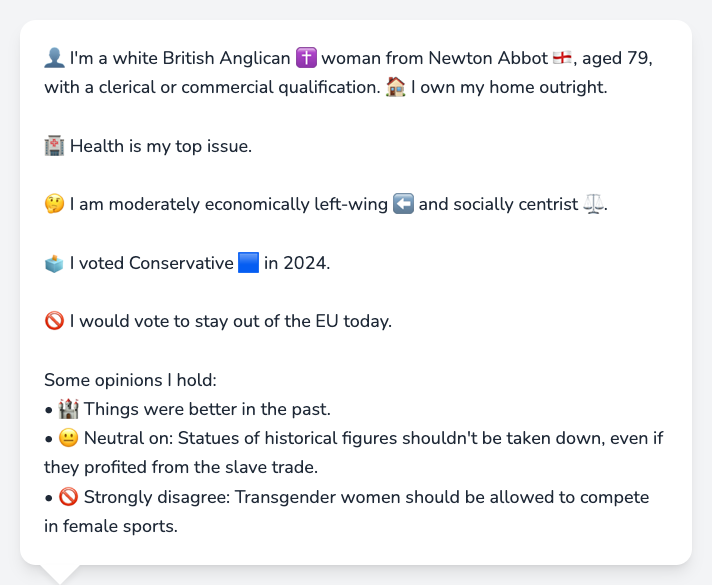 👤 I'm a white British Anglican ✝️ woman from Newton Abbot 🏴󠁧󠁢󠁥󠁮󠁧󠁿, aged 79,
with a clerical or commercial qualification. 🏠 I own my home outright.
🏥 Health is my top issue.
🤔 I am moderately economically left-wing ⬅️ and socially centrist ⚖️.
🗳️ I voted Conservative 🟦 in 2024.
🚫 I would vote to stay out of the EU today.
Some opinions I hold:
• 🏰 Things were better in the past.
• 😐 Neutral on: Statues of historical figures shouldn't be taken down, even if
they profited from the slave trade.
• 🚫 Strongly disagree: Transgender women should be allowed to compete
in female sports.